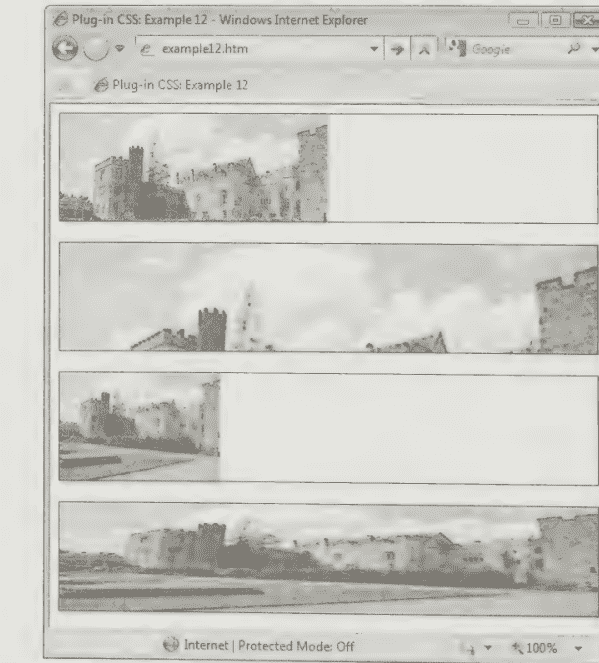 Plug-in CSS: Example 12 - Windows Internet Explorer
example12.htm
Google
Plug-in CSS: Example 12
Internet | Protected Mode: Off
100%